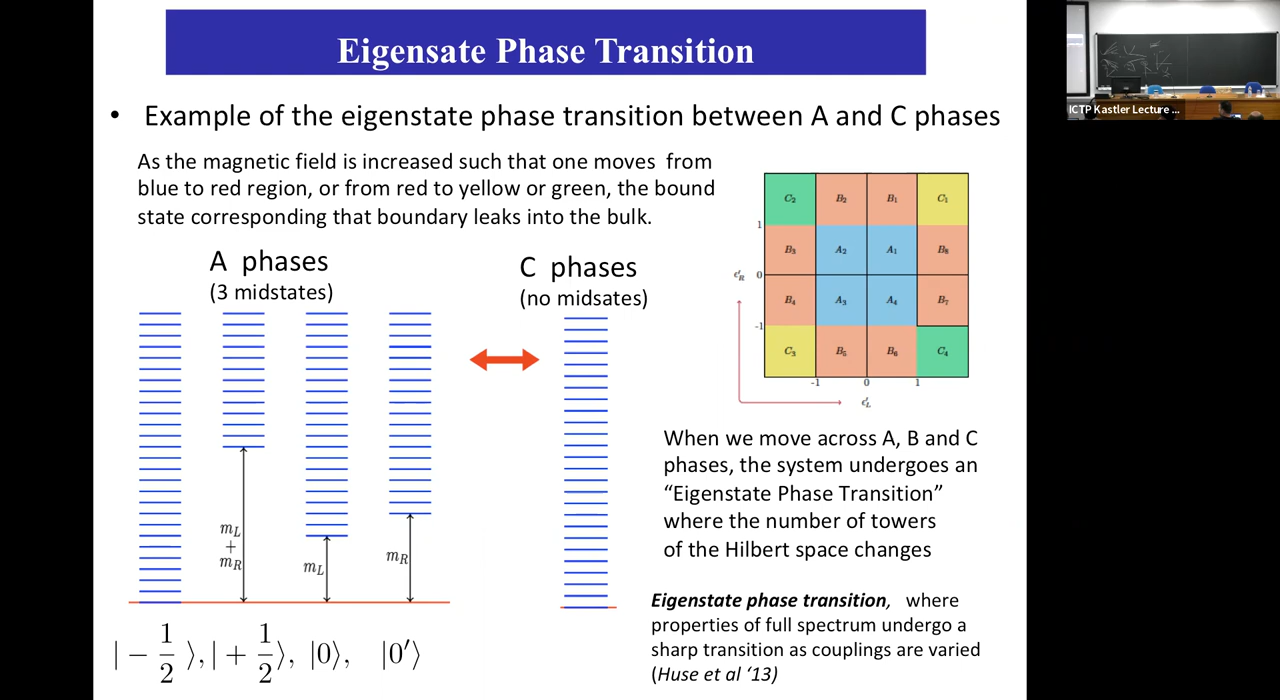 Eigensate Phase Transition
• Example of the eigenstate phase transition between A and C phases
As the magnetic field is increased such that one moves from
blue to red region, or from red to yellow or green, the bound
state corresponding that boundary leaks into the bulk.
A phases
(3 midstates)
C phases
(no midsates)
m_L
+
m_R
m_L
m_R
|− 1/2 ⟩, |+ 1/2 ⟩, |0⟩, |0′⟩
C₂ B₂ B₁ C₁
1
B₃ A₂ A₁ B₈
ϵ′_R 0
B₄ A₃ A₄ B₇
-1
C₃ B₅ B₆ C₄
-1 0 1
ϵ′_L
When we move across A, B and C
phases, the system undergoes an
“Eigenstate Phase Transition”
where the number of towers
of the Hilbert space changes
Eigenstate phase transition, where
properties of full spectrum undergo a
sharp transition as couplings are varied
(Huse et al ‘13)
ICTP Kastler Lecture ...